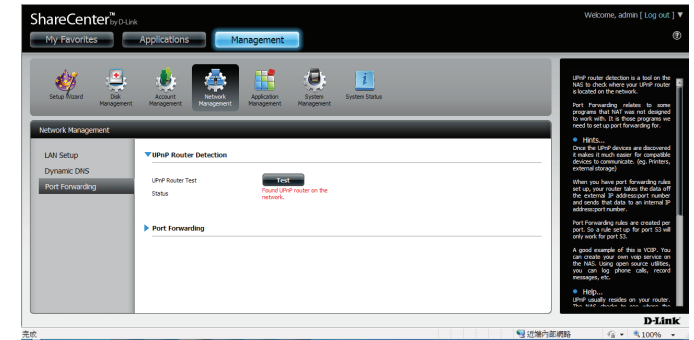 ShareCenter™ by D-Link
Welcome, admin [ Log out ] ▼
My Favorites
Applications
Management
Setup Wizard
Disk Management
Account Management
Network Management
Application Management
System Management
System Status
Network Management
LAN Setup
Dynamic DNS
Port Forwarding
UPnP Router Detection
UPnP Router Test
Test
Status
Found UPnP router on the
network.
Port Forwarding
UPnP router detection is a tool on the
NAS to check where your UPnP router
is located on the network.
Port Forwarding relates to some
programs that NAT was not designed
to work with. It is those programs we
need to set up port forwarding for.
Hints...
Once the UPnP devices are discovered
it makes it much easer for compatible
devices to communicate. (eg. Printers,
external storage)
When you have port forwarding rules
set up, your router takes the data off
the external IP address:port number
and sends that data to an internal IP
address:port number.
Port Forwarding rules are created per
port. So a rule set up for port 53 will
only work for port 53.
A good example of this is VOIP. You
can create your own voip service on
the NAS. Using open source utilities,
you can log phone calls, record
messages, etc.
Help...
UPnP usually resides on your router.
The NAS checks to see where the
D-Link
完成
近端內部網路
100%